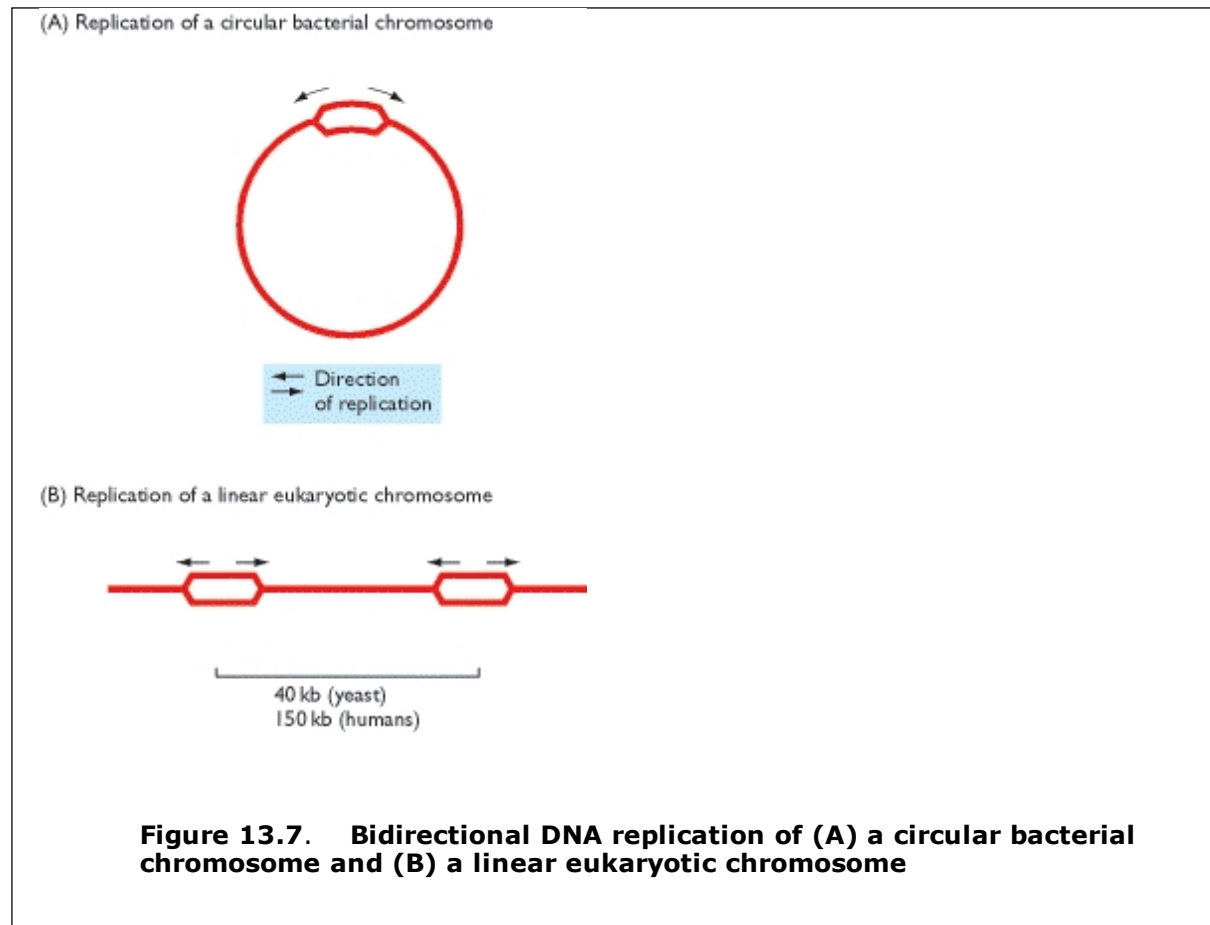 (A) Replication of a circular bacterial chromosome
Direction
of replication
(B) Replication of a linear eukaryotic chromosome
40 kb (yeast)
150 kb (humans)
Figure 13.7. Bidirectional DNA replication of (A) a circular bacterial
chromosome and (B) a linear eukaryotic chromosome